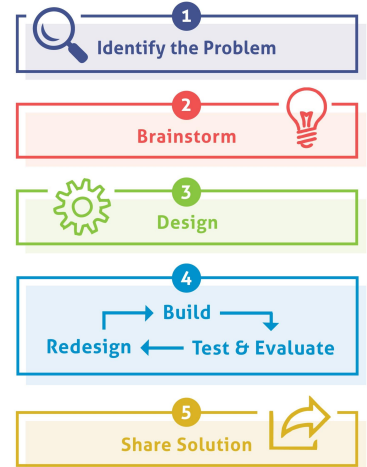 1
Identify the Problem
2
Brainstorm
3
Design
4
Build
Redesign Test & Evaluate
5
Share Solution